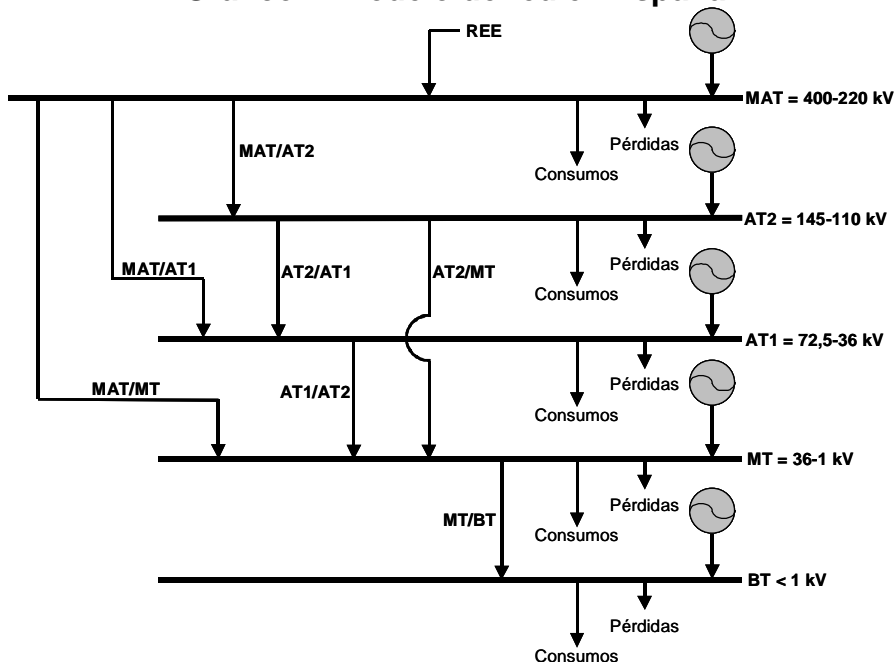 REE
MAT = 400-220 kV
MAT/AT2
Pérdidas
Consumos
AT2 = 145-110 kV
MAT/AT1
AT2/AT1
AT2/MT
Pérdidas
Consumos
AT1 = 72,5-36 kV
MAT/MT
AT1/AT2
Pérdidas
Consumos
MT = 36-1 kV
MT/BT
Pérdidas
Consumos
BT < 1 kV
Pérdidas
Consumos